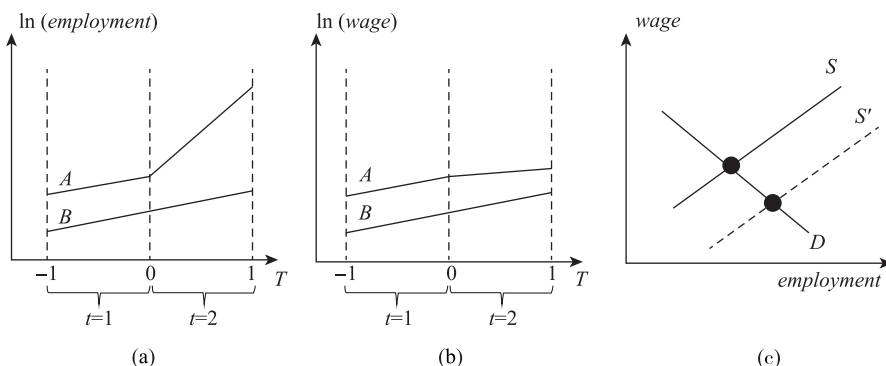 ln (employment)
A
B
−1
0
1
T
t=1
t=2
(a)
ln (wage)
A
B
−1
0
1
T
t=1
t=2
(b)
wage
S
S′
D
employment
(c)